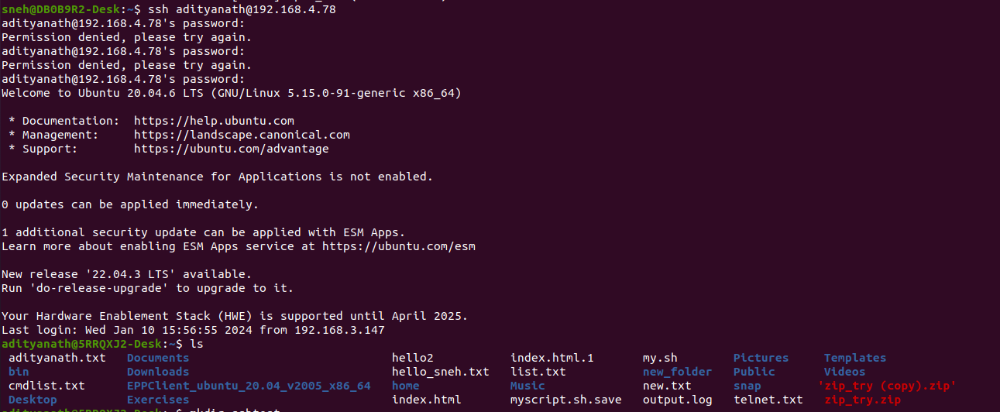 sneh@DB0B9R2-Desk:~$ ssh adityanath@192.168.4.78
adityanath@192.168.4.78's password:
Permission denied, please try again.
adityanath@192.168.4.78's password:
Permission denied, please try again.
adityanath@192.168.4.78's password:
Welcome to Ubuntu 20.04.6 LTS (GNU/Linux 5.15.0-91-generic x86_64)
* Documentation:  https://help.ubuntu.com
* Management:     https://landscape.canonical.com
* Support:        https://ubuntu.com/advantage
Expanded Security Maintenance for Applications is not enabled.
0 updates can be applied immediately.
1 additional security update can be applied with ESM Apps.
Learn more about enabling ESM Apps service at https://ubuntu.com/esm
New release '22.04.3 LTS' available.
Run 'do-release-upgrade' to upgrade to it.
Your Hardware Enablement Stack (HWE) is supported until April 2025.
Last login: Wed Jan 10 15:56:55 2024 from 192.168.3.147
adityanath@5RRQXJ2-Desk:~$ ls
adityanath.txt   Documents                             hello2           index.html.1       my.sh        Pictures     Templates
bin              Downloads                             hello_sneh.txt   list.txt           new_folder   Public       Videos
cmdlist.txt      EPPClient_ubuntu_20.04_v2005_x86_64   home             Music              new.txt      snap        'zip_try (copy).zip'
Desktop          Exercises                             index.html       myscript.sh.save   output.log   telnet.txt   zip_try.zip